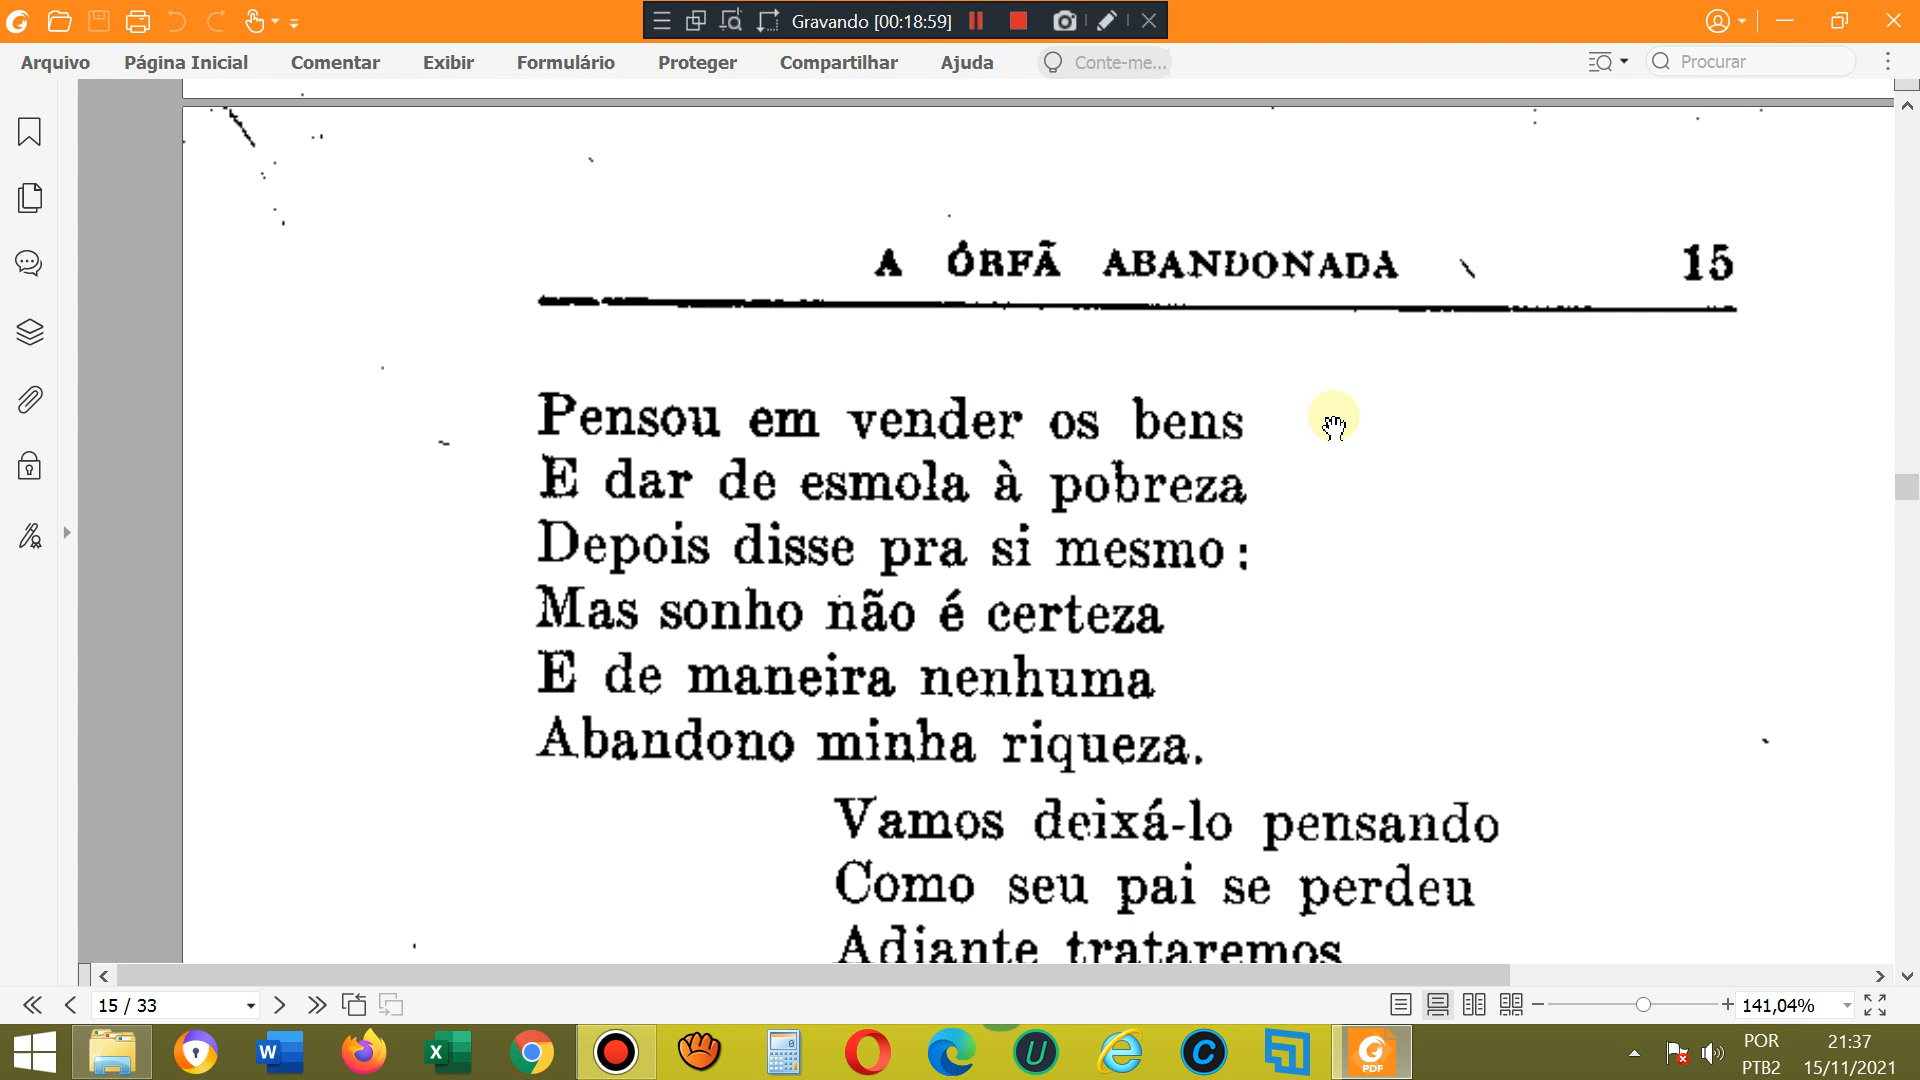 Gravando [00:18:59]
Arquivo Página Inicial Comentar Exibir Formulário Proteger Compartilhar Ajuda Conte-me... Procurar
A ÓRFÃ ABANDONADA 15
Pensou em vender os bens
E dar de esmola à pobreza
Depois disse pra si mesmo:
Mas sonho não é certeza
E de maneira nenhuma
Abandono minha riqueza.
Vamos deixá-lo pensando
Como seu pai se perdeu
Adiante trataremos
15 / 33 141,04%
POR 21:37
PTB2 15/11/2021